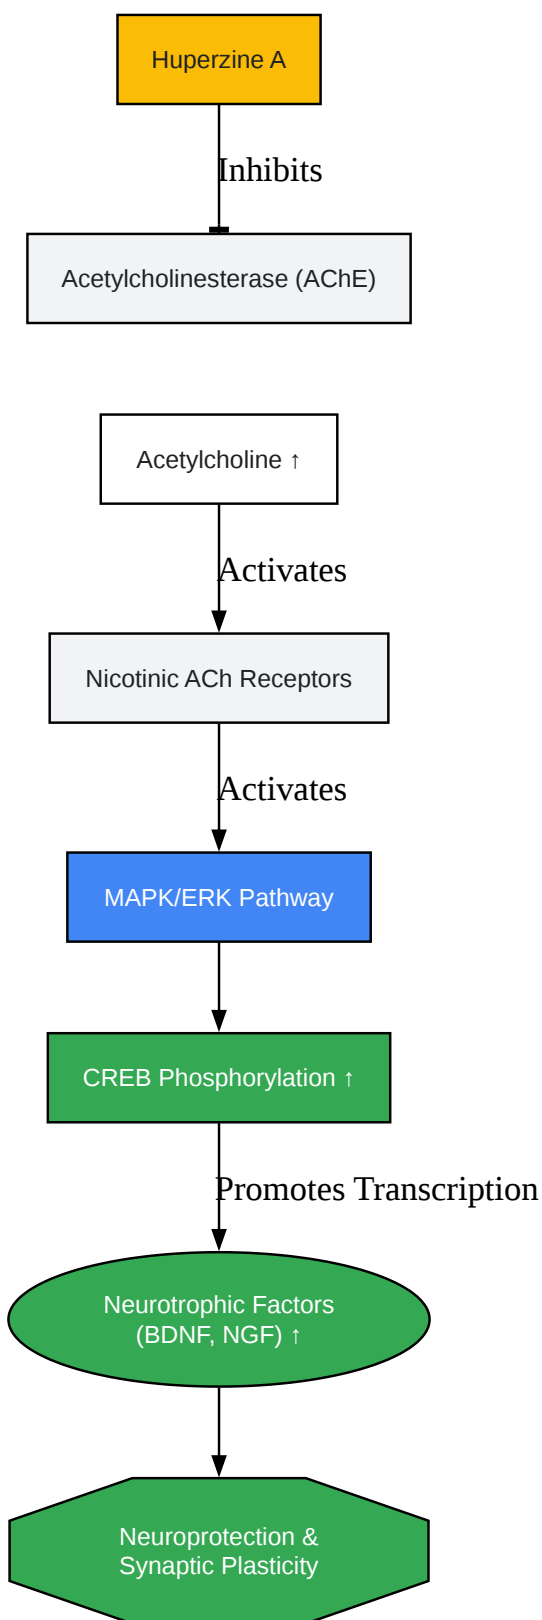 Huperzine A
Inhibits
Acetylcholinesterase (AChE)
Acetylcholine ↑
Activates
Nicotinic ACh Receptors
Activates
MAPK/ERK Pathway
CREB Phosphorylation ↑
Promotes Transcription
Neurotrophic Factors
(BDNF, NGF) ↑
Neuroprotection &
Synaptic Plasticity